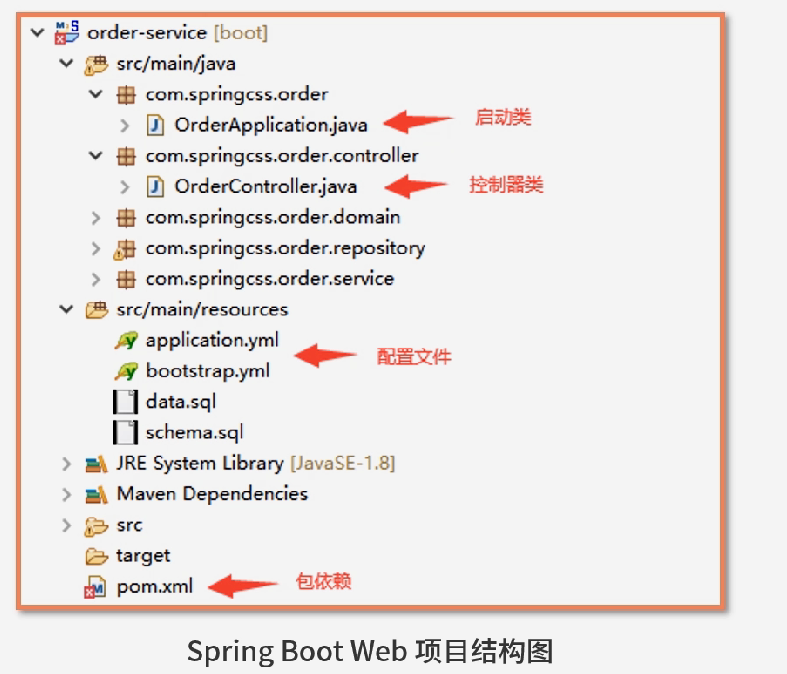 order-service [boot]
src/main/java
com.springcss.order
OrderApplication.java 启动类
com.springcss.order.controller
OrderController.java 控制器类
com.springcss.order.domain
com.springcss.order.repository
com.springcss.order.service
src/main/resources
application.yml 配置文件
bootstrap.yml
data.sql
schema.sql
JRE System Library [JavaSE-1.8]
Maven Dependencies
src
target
pom.xml 包依赖
Spring Boot Web 项目结构图